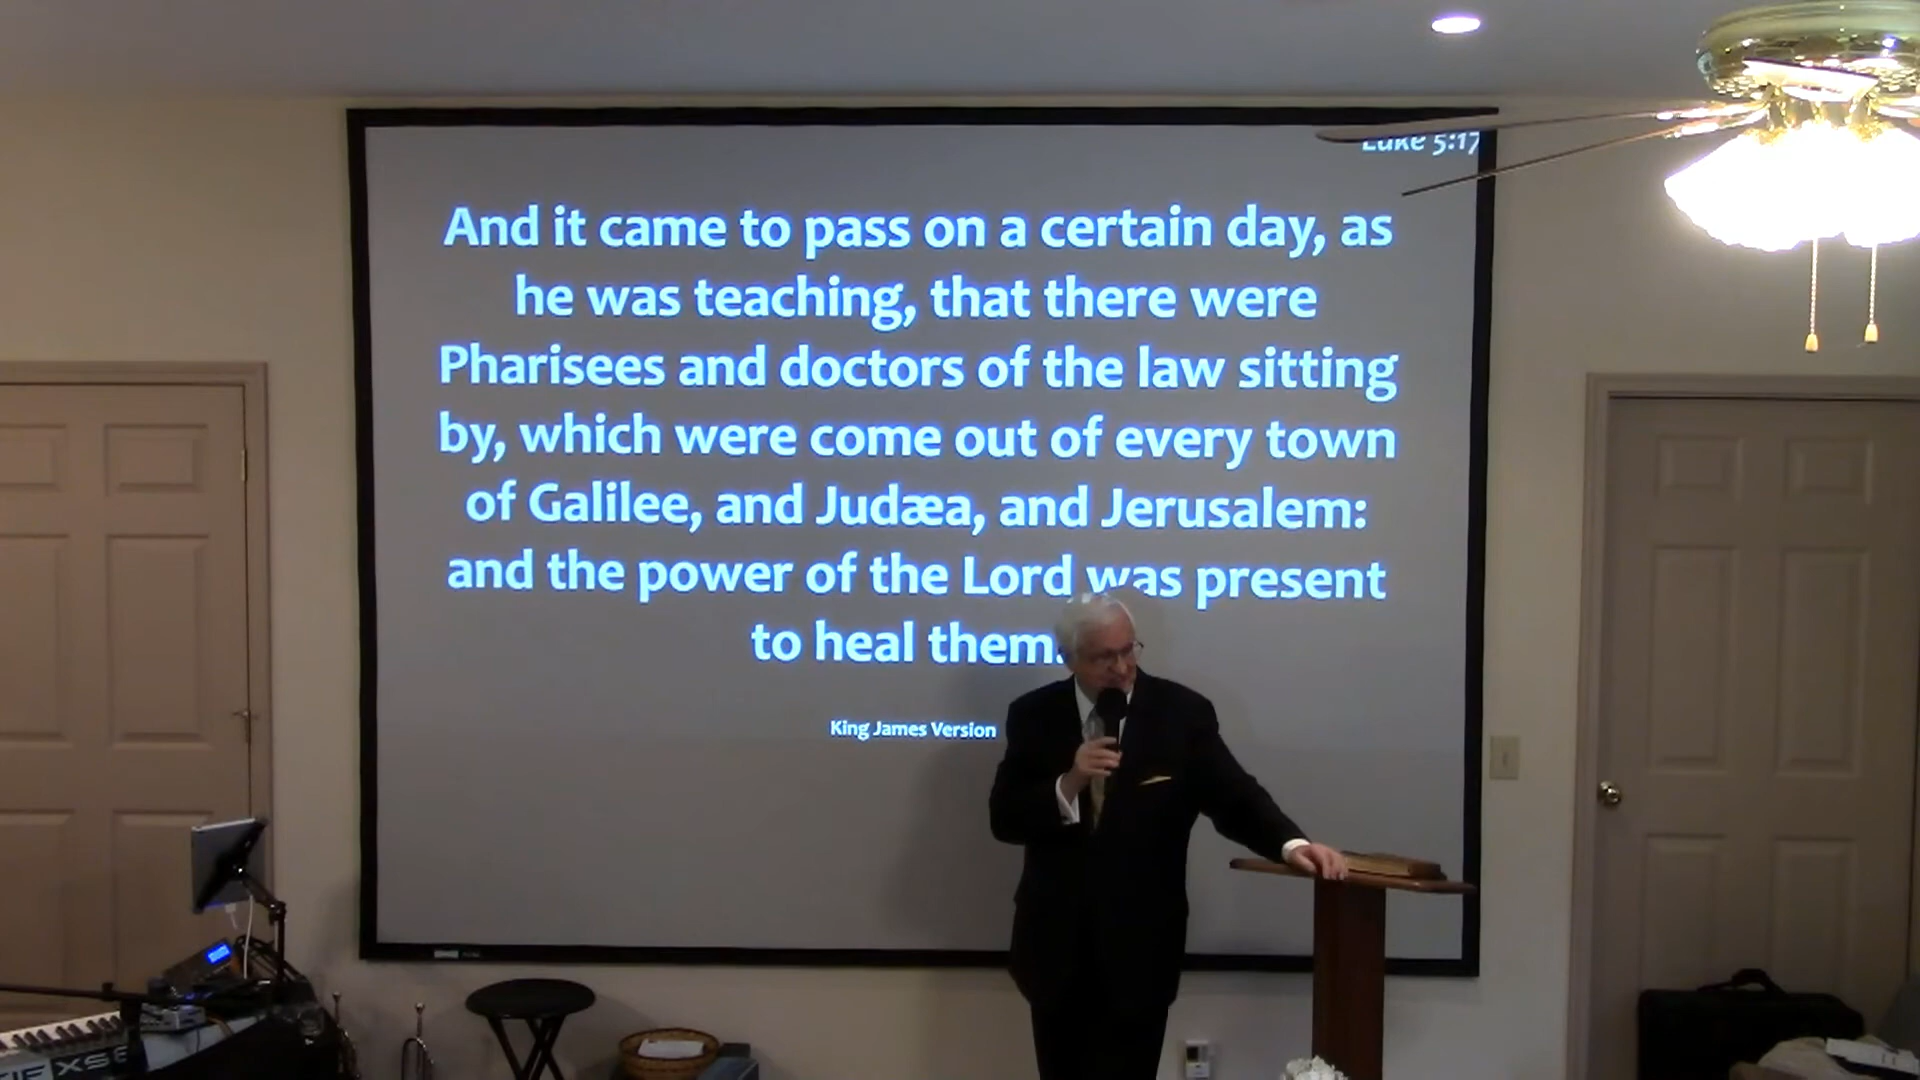 Luke 5:17
And it came to pass on a certain day, as
he was teaching, that there were
Pharisees and doctors of the law sitting
by, which were come out of every town
of Galilee, and Judæa, and Jerusalem:
and the power of the Lord was present
to heal them.
King James Version
XS8